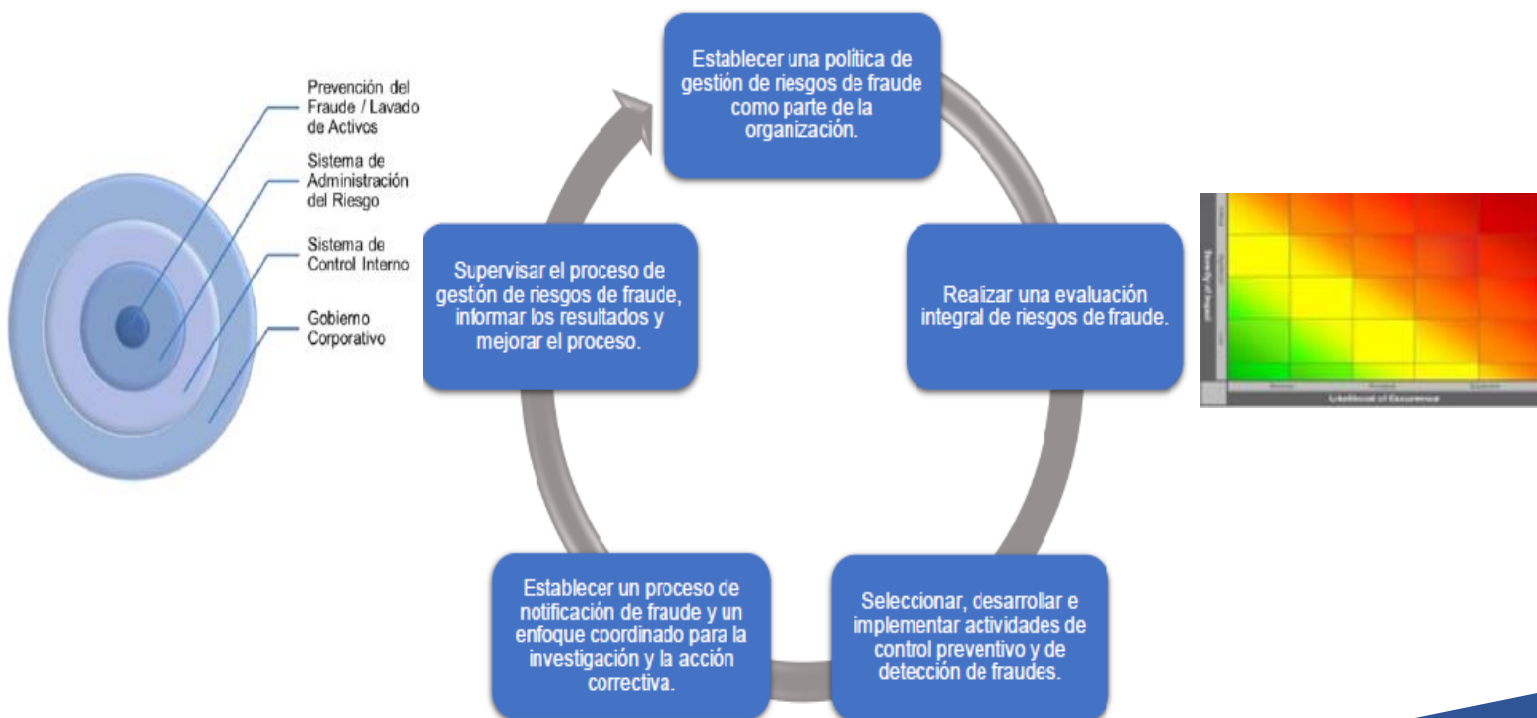 Prevención del
Fraude / Lavado
de Activos
Sistema de
Administración
del Riesgo
Sistema de
Control Interno
Gobierno
Corporativo
Establecer una política de
gestión de riesgos de fraude
como parte de la
organización.
Realizar una evaluación
integral de riesgos de fraude.
Seleccionar, desarrollar e
implementar actividades de
control preventivo y de
detección de fraudes.
Establecer un proceso de
notificación de fraude y un
enfoque coordinado para la
investigación y la acción
correctiva.
Supervisar el proceso de
gestión de riesgos de fraude,
informar los resultados y
mejorar el proceso.
Severity of Impact
Likelihood of Occurrence